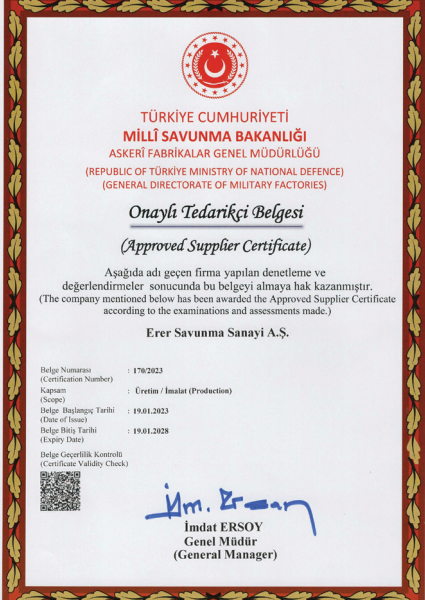 TÜRKİYE CUMHURİYETİ
MİLLÎ SAVUNMA BAKANLIĞI
ASKERÎ FABRİKALAR GENEL MÜDÜRLÜĞÜ
(REPUBLIC OF TÜRKİYE MINISTRY OF NATIONAL DEFENCE)
(GENERAL DIRECTORATE OF MILITARY FACTORIES)
Onaylı Tedarikçi Belgesi
(Approved Supplier Certificate)
Aşağıda adı geçen firma yapılan denetleme ve
değerlendirmeler sonucunda bu belgeyi almaya hak kazanmıştır.
(The company mentioned below has been awarded the Approved Supplier Certificate
according to the examinations and assessments made.)
Erer Savunma Sanayi A.Ş.
Belge Numarası : 170/2023
(Certification Number)
Kapsam : Üretim / İmalat (Production)
(Scope)
Belge Başlangıç Tarihi : 19.01.2023
(Date of Issue)
Belge Bitiş Tarihi : 19.01.2028
(Expiry Date)
Belge Geçerlilik Kontrolü
(Certificate Validity Check)
İmdat ERSOY
Genel Müdür
(General Manager)